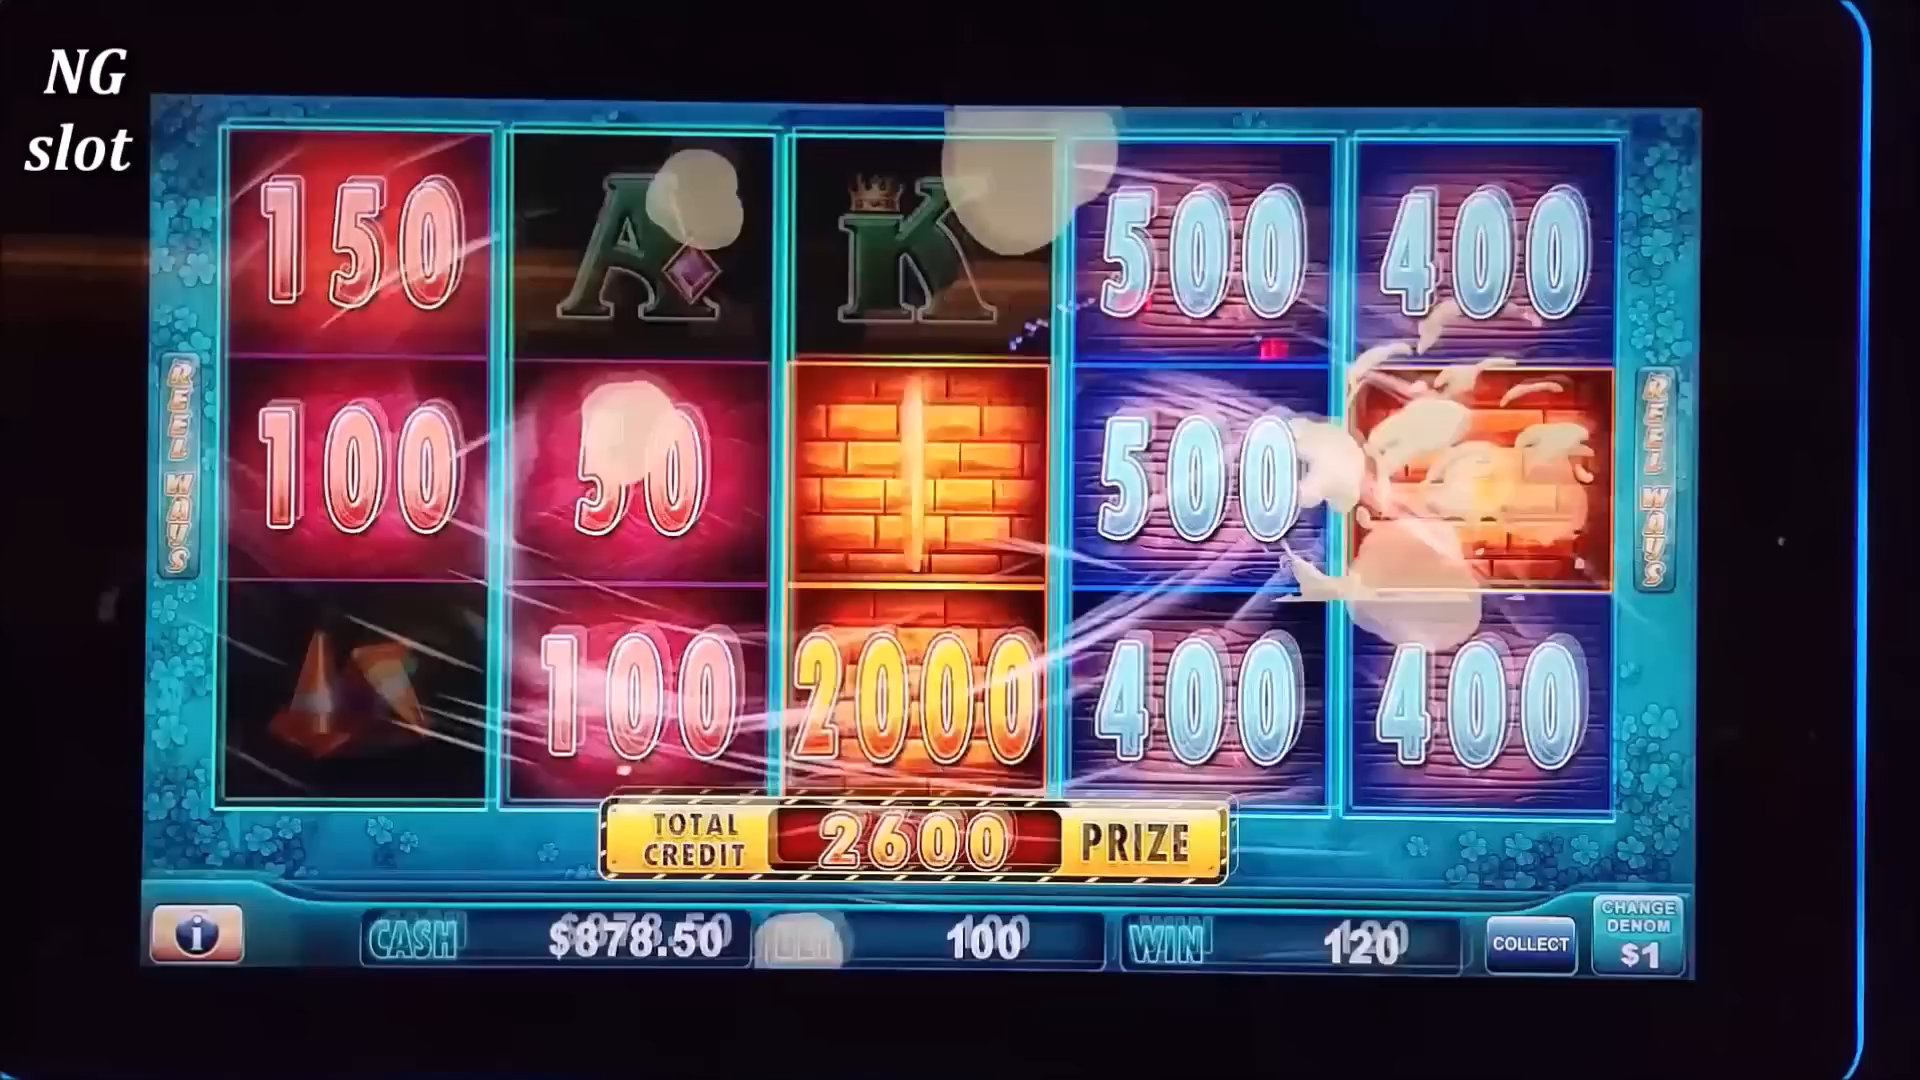 NG
slot
150
A
K
500
400
100
50
500
100
2000
400
400
REEL WAYS
REEL WAYS
TOTAL
CREDIT
2600
PRIZE
i
CASH
$878.50
100
WIN
120
COLLECT
CHANGE
DENOM
$1